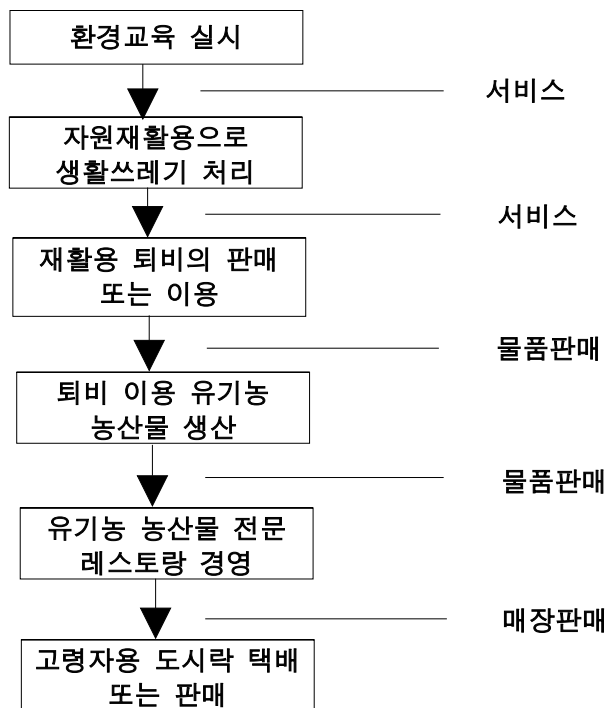 환경교육 실시
서비스
자원재활용으로
생활쓰레기 처리
서비스
재활용 퇴비의 판매
또는 이용
물품판매
퇴비 이용 유기농
농산물 생산
물품판매
유기농 농산물 전문
레스토랑 경영
매장판매
고령자용 도시락 택배
또는 판매